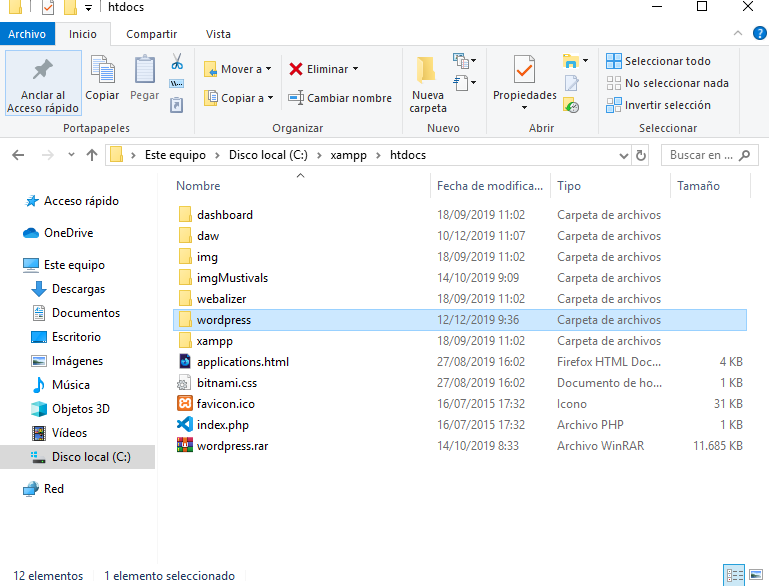 htdocs
Archivo Inicio Compartir Vista
Anclar al Acceso rápido
Copiar
Pegar
Mover a
Copiar a
Eliminar
Cambiar nombre
Nueva carpeta
Propiedades
Seleccionar todo
No seleccionar nada
Invertir selección
Portapapeles Organizar Nuevo Abrir Seleccionar
Este equipo Disco local (C:) xampp htdocs Buscar en ...
Nombre Fecha de modifica... Tipo Tamaño
Acceso rápido
OneDrive
Este equipo
Descargas
Documentos
Escritorio
Imágenes
Música
Objetos 3D
Vídeos
Disco local (C:)
Red
dashboard 18/09/2019 11:02 Carpeta de archivos
daw 10/12/2019 11:07 Carpeta de archivos
img 18/09/2019 11:02 Carpeta de archivos
imgMustivals 14/10/2019 9:09 Carpeta de archivos
webalizer 18/09/2019 11:02 Carpeta de archivos
wordpress 12/12/2019 9:36 Carpeta de archivos
xampp 18/09/2019 11:02 Carpeta de archivos
applications.html 27/08/2019 16:02 Firefox HTML Doc... 4 KB
bitnami.css 27/08/2019 16:02 Documento de ho... 1 KB
favicon.ico 16/07/2015 17:32 Icono 31 KB
index.php 16/07/2015 17:32 Archivo PHP 1 KB
wordpress.rar 14/10/2019 8:33 Archivo WinRAR 11.685 KB
12 elementos 1 elemento seleccionado